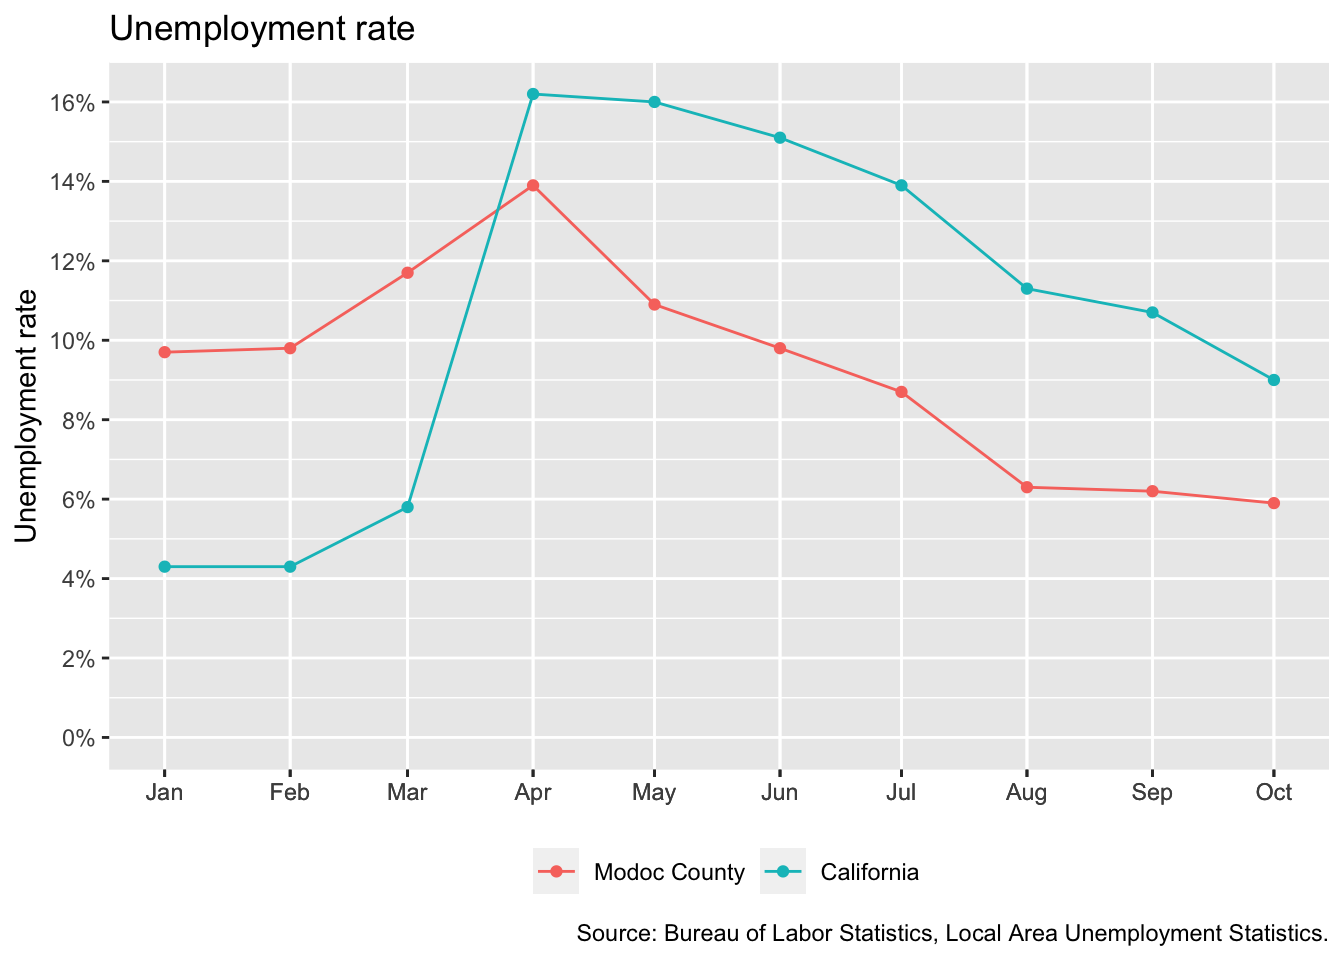 Unemployment rate
Unemployment rate
16%
14%
12%
10%
8%
6%
4%
2%
0%
Jan Feb Mar Apr May Jun Jul Aug Sep Oct
Modoc County California
Source: Bureau of Labor Statistics, Local Area Unemployment Statistics.